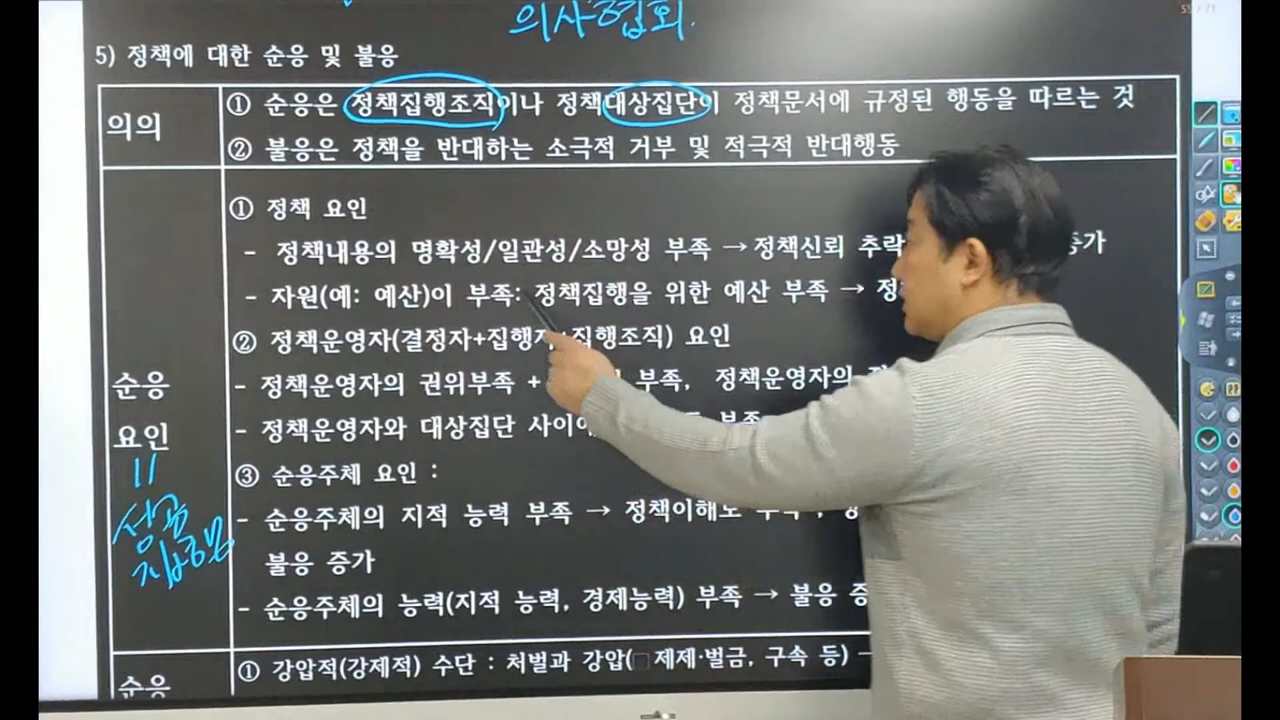 의사협회.
5) 정책에 대한 순응 및 불응
의의
① 순응은 정책집행조직이나 정책대상집단이 정책문서에 규정된 행동을 따르는 것
② 불응은 정책을 반대하는 소극적 거부 및 적극적 반대행동
순응
요인
① 정책 요인
- 정책내용의 명확성/일관성/소망성 부족 → 정책신뢰 추락 증가
- 자원(예: 예산)이 부족: 정책집행을 위한 예산 부족 →
② 정책운영자(결정자+집행자+집행조직) 요인
- 정책운영자의 권위부족 + 부족, 정책운영자의
- 정책운영자와 대상집단 사이에 부족
③ 순응주체 요인 :
- 순응주체의 지적 능력 부족 → 정책이해도
불응 증가
- 순응주체의 능력(지적 능력, 경제능력) 부족 → 불응
순응
① 강압적(강제적) 수단 : 처벌과 강압( 제제·벌금, 구속 등)